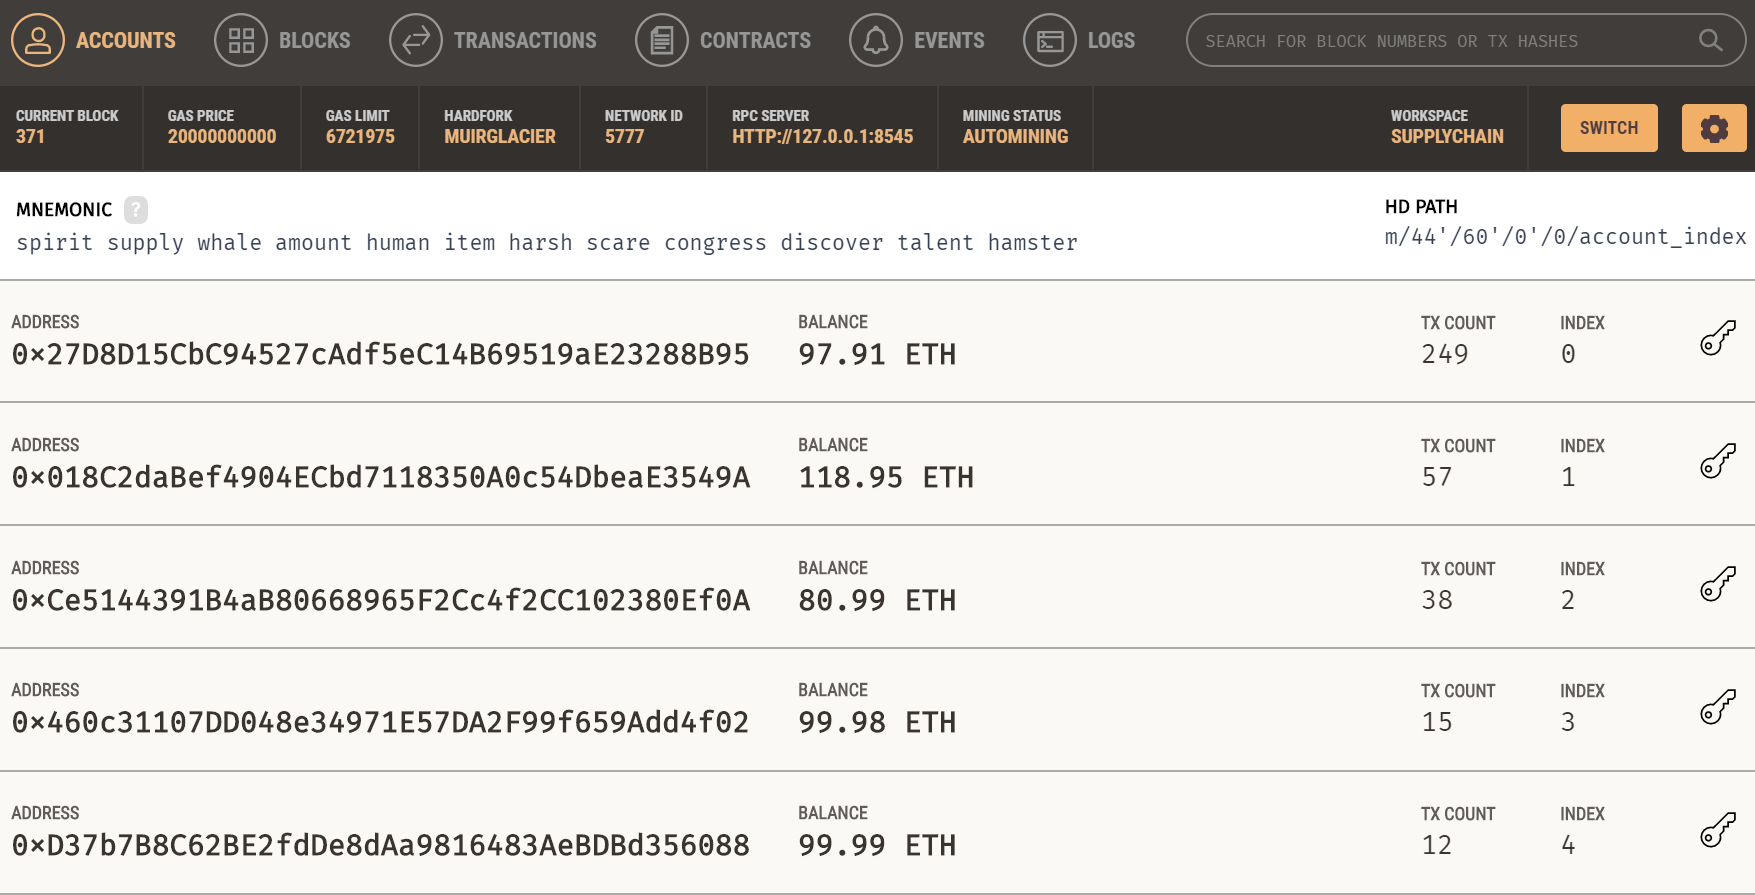 ACCOUNTS BLOCKS TRANSACTIONS CONTRACTS EVENTS LOGS SEARCH FOR BLOCK NUMBERS OR TX HASHES
CURRENT BLOCK GAS PRICE GAS LIMIT HARDFORK NETWORK ID RPC SERVER MINING STATUS WORKSPACE
371 20000000000 6721975 MUIRGLACIER 5777 HTTP://127.0.0.1:8545 AUTOMINING SUPPLYCHAIN SWITCH
MNEMONIC ? HD PATH
spirit supply whale amount human item harsh scare congress discover talent hamster m/44'/60'/0'/0/account_index
ADDRESS BALANCE TX COUNT INDEX
0×27D8D15CbC94527cAdf5eC14B69519aE23288B95 97.91 ETH 249 0
ADDRESS BALANCE TX COUNT INDEX
0×018C2daBef4904ECbd7118350A0c54DbeaE3549A 118.95 ETH 57 1
ADDRESS BALANCE TX COUNT INDEX
0×Ce5144391B4aB80668965F2Cc4f2CC102380Ef0A 80.99 ETH 38 2
ADDRESS BALANCE TX COUNT INDEX
0×460c31107DD048e34971E57DA2F99f659Add4f02 99.98 ETH 15 3
ADDRESS BALANCE TX COUNT INDEX
0×D37b7B8C62BE2fdDe8dAa9816483AeBDBd356088 99.99 ETH 12 4